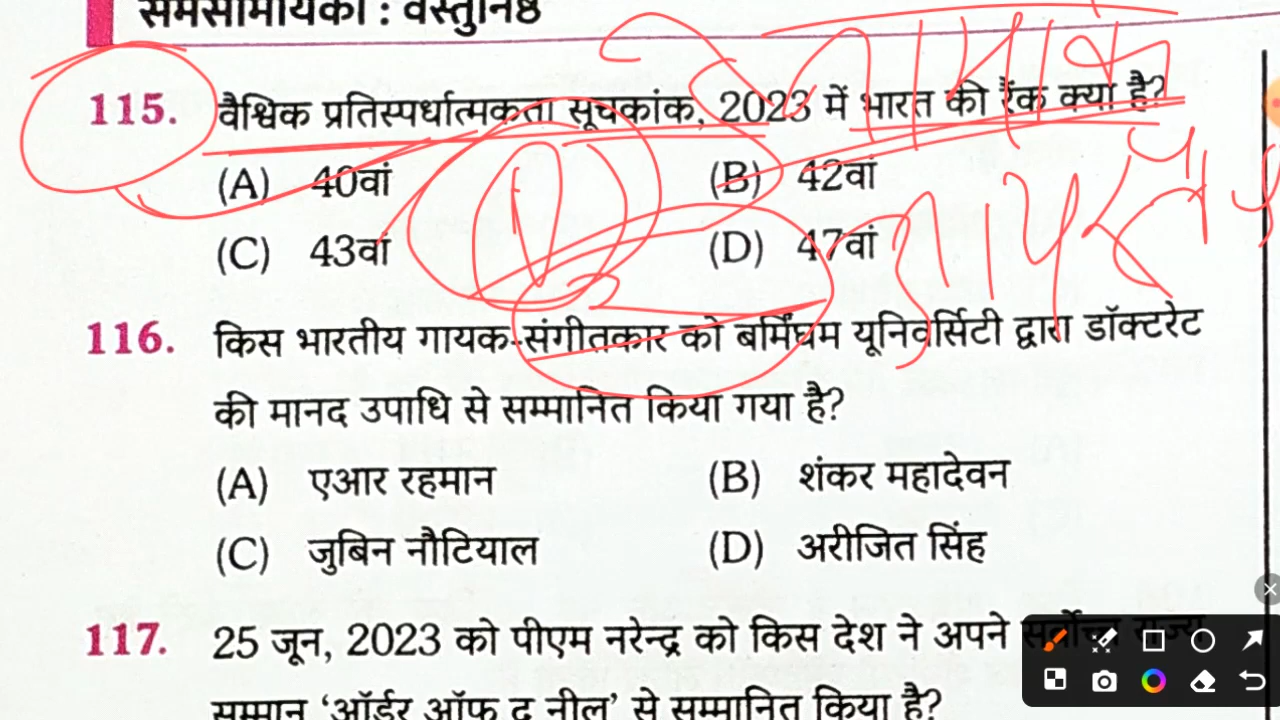 समसामयिकी : वस्तुनिष्ठ
115. वैश्विक प्रतिस्पर्धात्मकता सूचकांक, 2023 में भारत की रैंक क्या है?
(A) 40वां (B) 42वां
(C) 43वां (D) 47वां
116. किस भारतीय गायक-संगीतकार को बर्मिंघम यूनिवर्सिटी द्वारा डॉक्टरेट
की मानद उपाधि से सम्मानित किया गया है?
(A) एआर रहमान (B) शंकर महादेवन
(C) जुबिन नौटियाल (D) अरीजित सिंह
117. 25 जून, 2023 को पीएम नरेन्द्र को किस देश ने अपने सर्वोच्च राज्य
सम्मान ‘ऑर्डर ऑफ द नील’ से सम्मानित किया है?